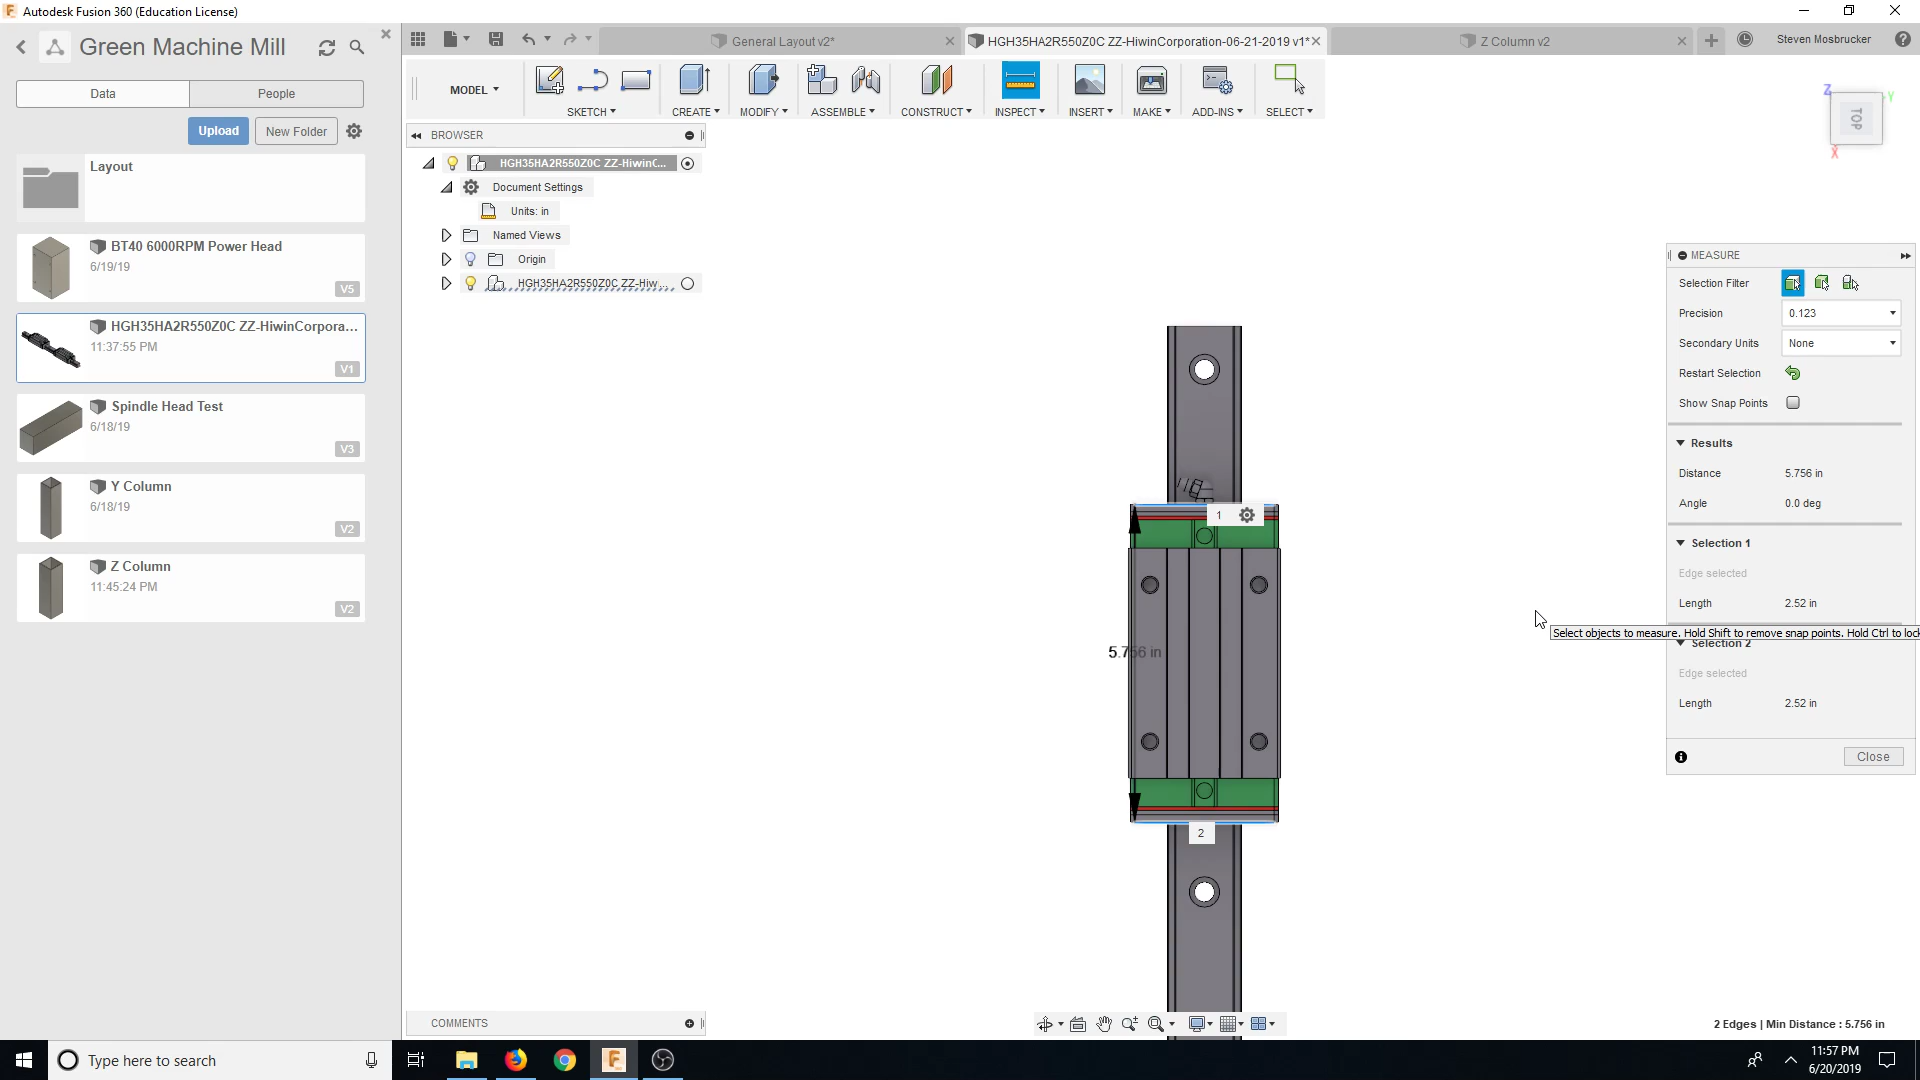 Autodesk Fusion 360 (Education License)
Green Machine Mill
General Layout v2*
HGH35HA2R550Z0C ZZ-HiwinCorporation-06-21-2019 v1*
Z Column v2
Steven Mosbrucker
Data
People
Upload
New Folder
MODEL
SKETCH
CREATE
MODIFY
ASSEMBLE
CONSTRUCT
INSPECT
INSERT
MAKE
ADD-INS
SELECT
BROWSER
HGH35HA2R550Z0C ZZ-HiwinC...
Document Settings
Units: in
Named Views
Origin
HGH35HA2R550Z0C ZZ-Hiw...
Layout
BT40 6000RPM Power Head
6/19/19
V5
HGH35HA2R550Z0C ZZ-HiwinCorpora...
11:37:55 PM
V1
Spindle Head Test
6/18/19
V3
Y Column
6/18/19
V2
Z Column
11:45:24 PM
V2
Z
Y
TOP
X
1
5.756 in
2
MEASURE
Selection Filter
Precision 0.123
Secondary Units None
Restart Selection
Show Snap Points
Results
Distance 5.756 in
Angle 0.0 deg
Selection 1
Edge selected
Length 2.52 in
Select objects to measure. Hold Shift to remove snap points. Hold Ctrl to lock
Selection 2
Edge selected
Length 2.52 in
Close
COMMENTS
2 Edges | Min Distance : 5.756 in
Type here to search
11:57 PM
6/20/2019